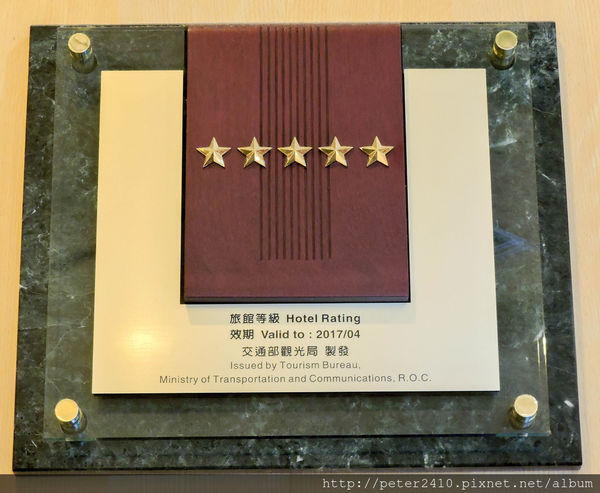 旅館等級 Hotel Rating
效期 Valid to : 2017/04
交通部觀光局 製發
Issued by Tourism Bureau,
Ministry of Transportation and Communications, R.O.C.
http://peter2410.pixnet.net/album